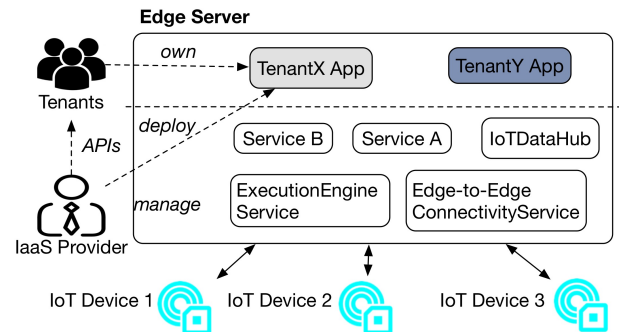 Edge Server
own
TenantX App
TenantY App
Tenants
deploy
APIs
Service B
Service A
IoTDataHub
manage
ExecutionEngine
Service
Edge-to-Edge
ConnectivityService
IaaS Provider
IoT Device 1
IoT Device 2
IoT Device 3